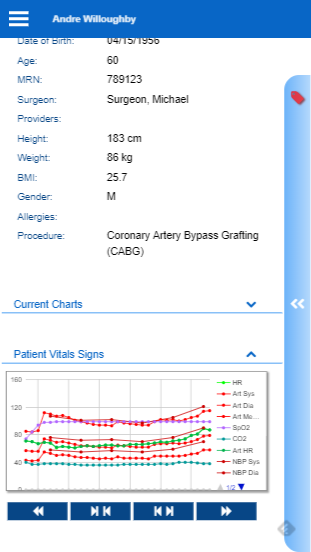 Andre Willoughby
Date of Birth: 04/15/1956
Age: 60
MRN: 789123
Surgeon: Surgeon, Michael
Providers:
Height: 183 cm
Weight: 86 kg
BMI: 25.7
Gender: M
Allergies:
Procedure: Coronary Artery Bypass Grafting
(CABG)
Current Charts
Patient Vitals Signs
160
120
80
40
0
HR
Art Sys
Art Dia
Art Me...
SpO2
CO2
Art HR
NBP Sys
NBP Dia
1/2